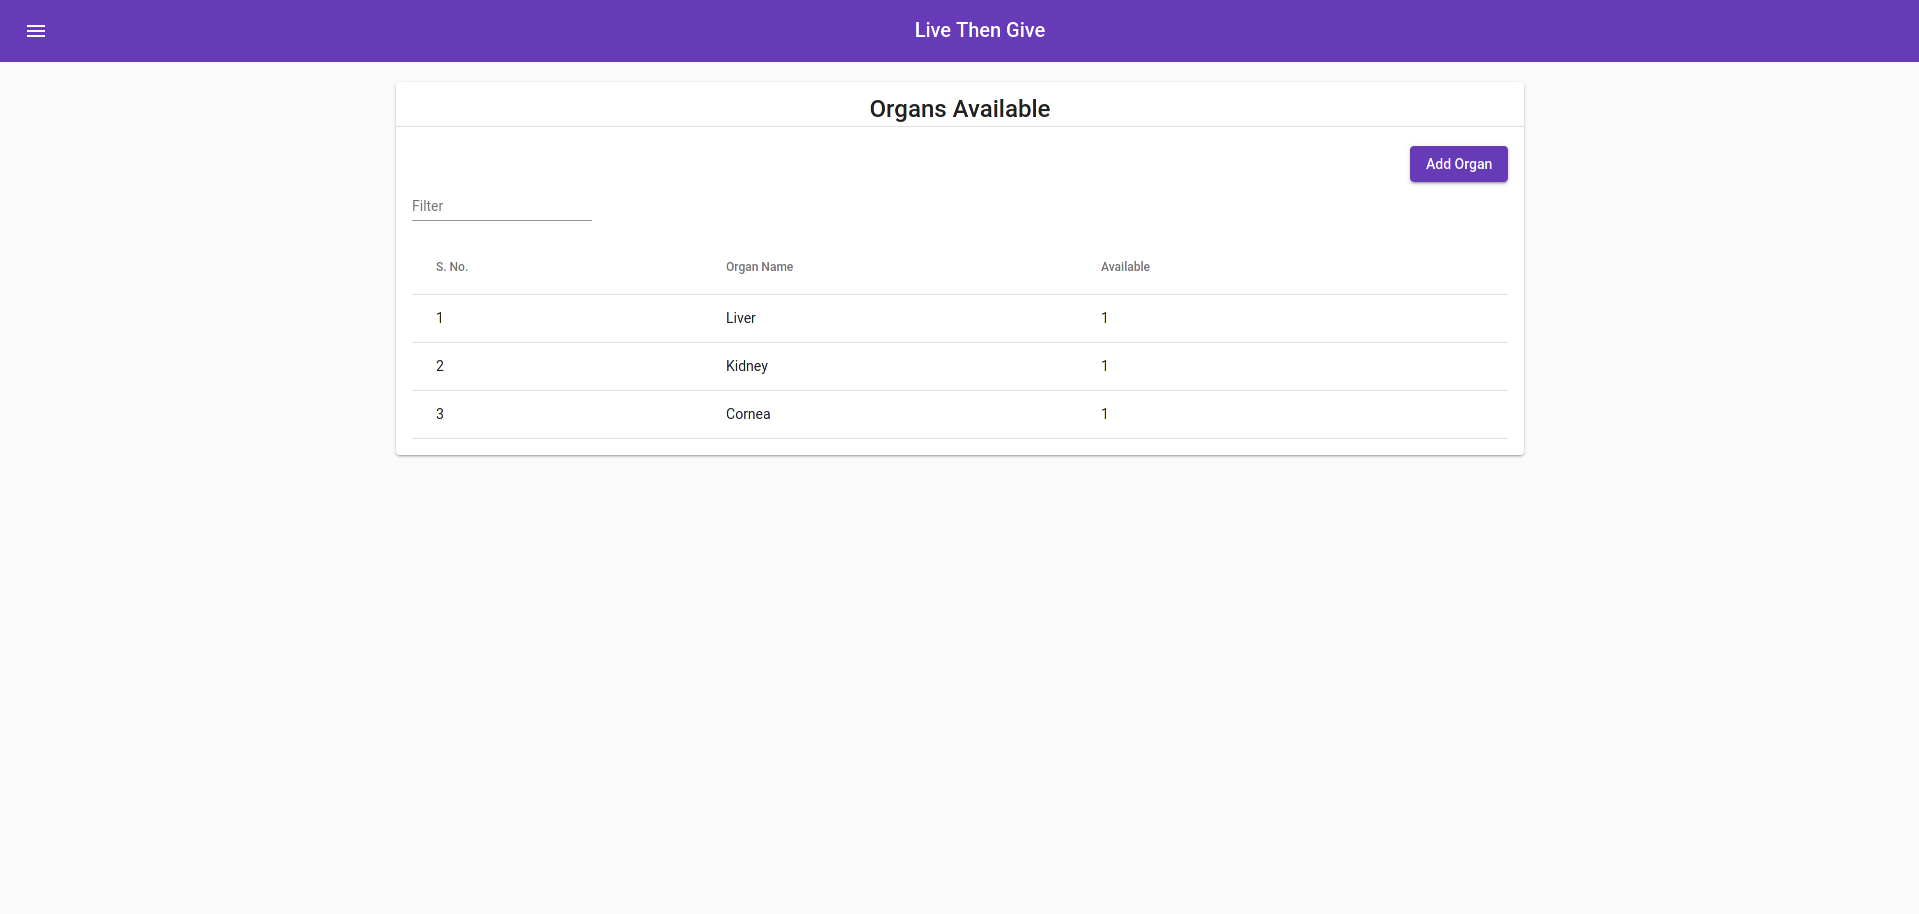 Live Then Give
Organs Available
Add Organ
Filter
S. No. Organ Name Available
1 Liver 1
2 Kidney 1
3 Cornea 1